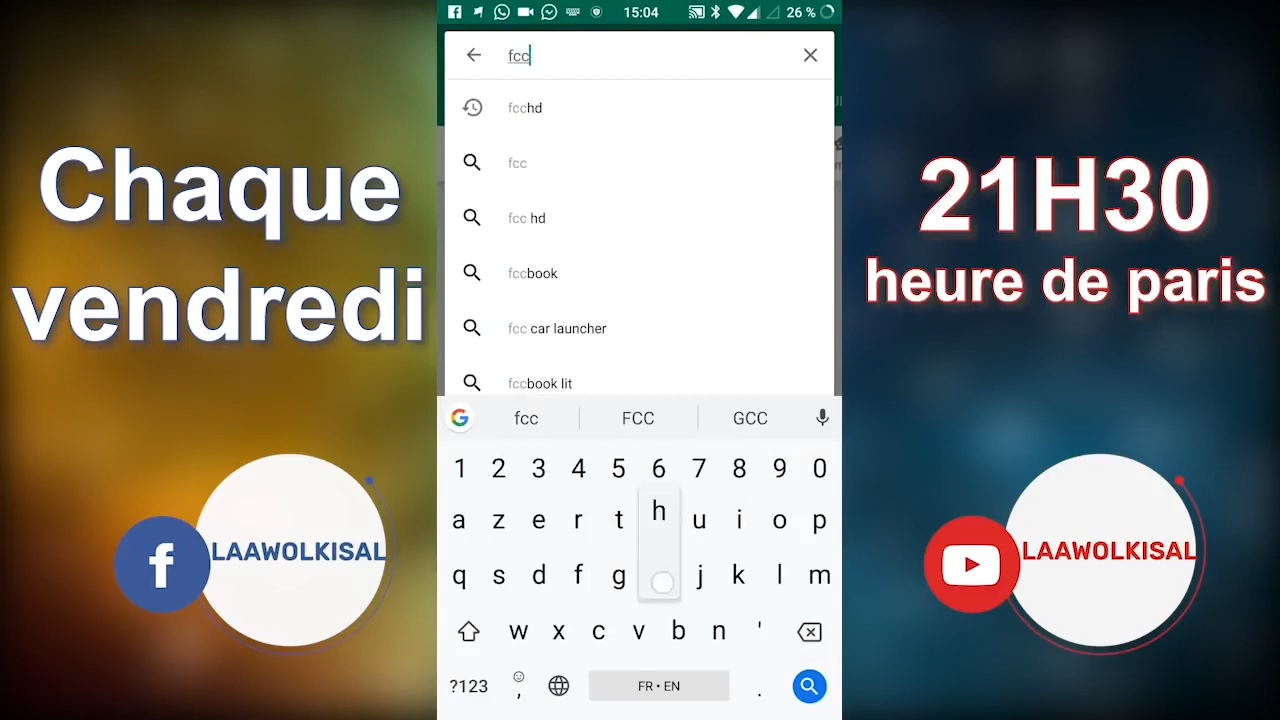 Chaque
vendredi
LAAWOLKISAL
15:04
26 %
fcc
fcchd
fcc
fcc hd
fccbook
fcc car launcher
fccbook lit
fcc FCC GCC
1 2 3 4 5 6 7 8 9 0
a z e r t h u i o p
q s d f g j k l m
w x c v b n '
?123 , FR • EN .
21H30
heure de paris
LAAWOLKISAL